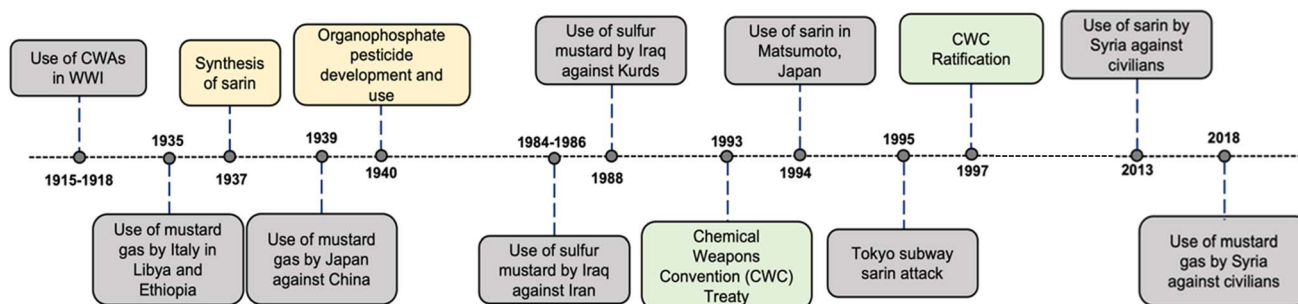 Use of CWAs
in WWI
1915-1918
1935
Use of mustard
gas by Italy in
Libya and
Ethiopia
Synthesis
of sarin
1937
1939
Use of mustard
gas by Japan
against China
Organophosphate
pesticide
development and
use
1940
1984-1986
Use of sulfur
mustard by Iraq
against Iran
Use of sulfur
mustard by Iraq
against Kurds
1988
1993
Chemical
Weapons
Convention (CWC)
Treaty
Use of sarin in
Matsumoto,
Japan
1994
1995
Tokyo subway
sarin attack
CWC
Ratification
1997
Use of sarin by
Syria against
civilians
2013
2018
Use of mustard
gas by Syria
against civilians